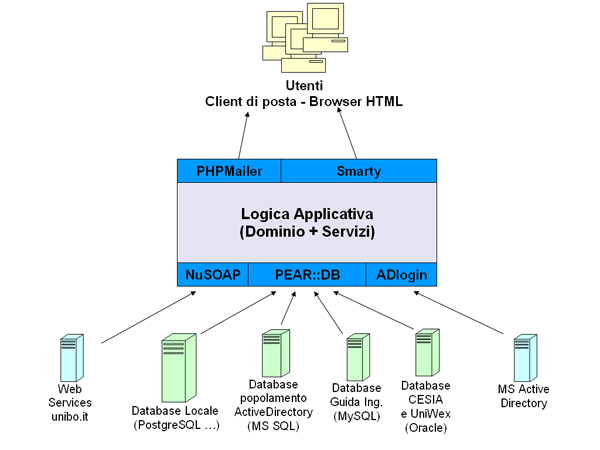 Utenti
Client di posta - Browser HTML
PHPMailer
Smarty
Logica Applicativa
(Dominio + Servizi)
NuSOAP
PEAR::DB
ADlogin
Web
Services
unibo.it
Database Locale
(PostgreSQL ...)
Database
popolamento
ActiveDirectory
(MS SQL)
Database
Guida Ing.
(MySQL)
Database
CESIA
e UniWex
(Oracle)
MS Active
Directory